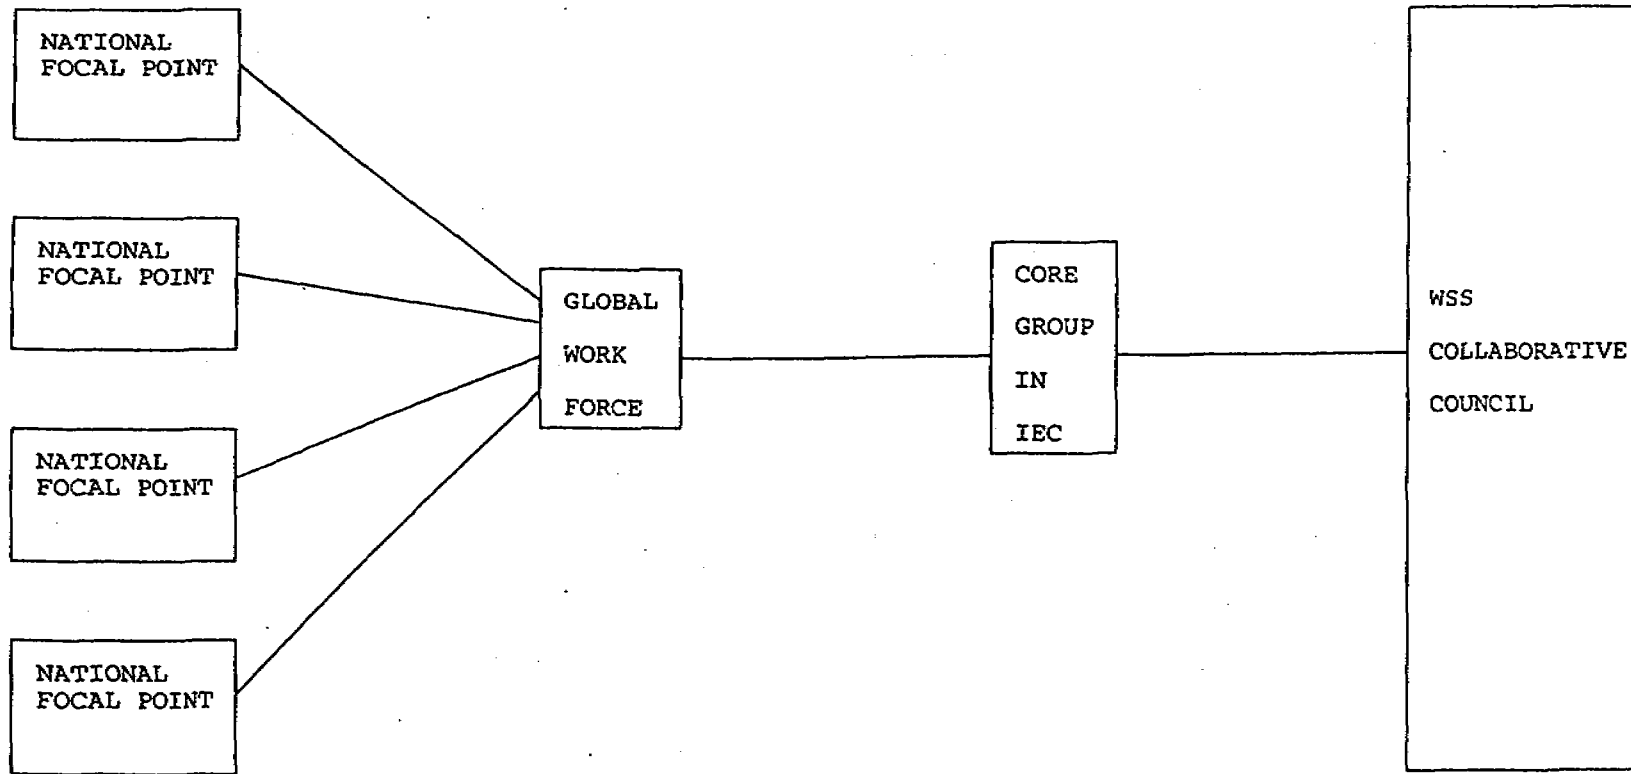 NATIONAL
FOCAL POINT
NATIONAL
FOCAL POINT
NATIONAL
FOCAL POINT
NATIONAL
FOCAL POINT
GLOBAL
WORK
FORCE
CORE
GROUP
IN
IEC
WSS
COLLABORATIVE
COUNCIL